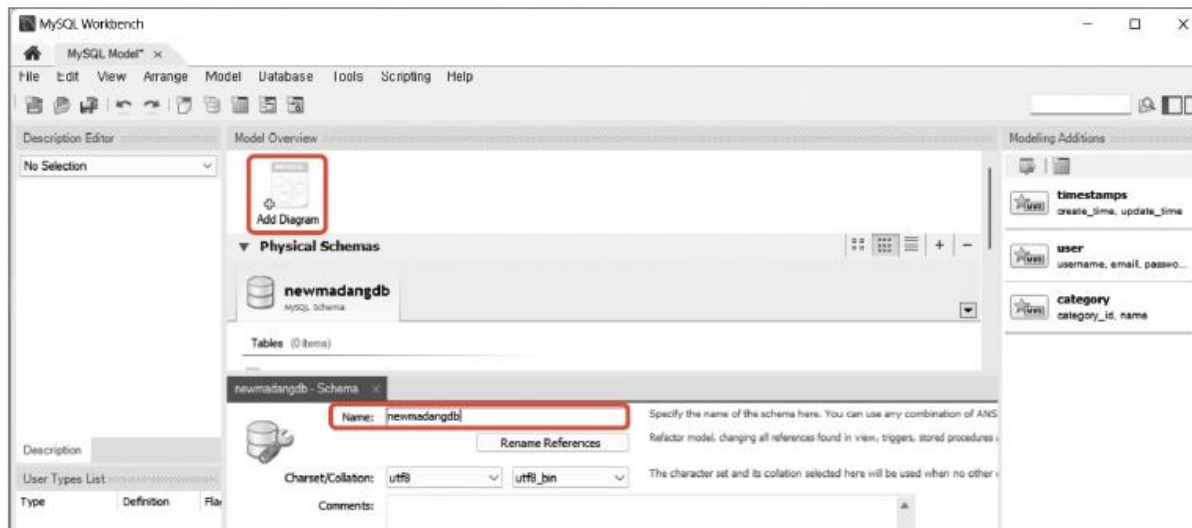 MySQL Workbench
MySQL Model* ×
File Edit View Arrange Model Database Tools Scripting Help
Description Editor
No Selection
Description
User Types List
Type Definition Fla
Model Overview
Add Diagram
Physical Schemas
newmadangdb
MySQL Schema
Tables (0 items)
newmadangdb - Schema ×
Name: newmadangdb
Specify the name of the schema here. You can use any combination of ANS
Rename References
Refactor model, changing all references found in view, triggers, stored procedures
Charset/Collation: utf8 utf8_bin
The character set and its collation selected here will be used when no other
Comments:
Modeling Additions
timestamps
create_time, update_time
user
username, email, passwo...
category
category_id, name